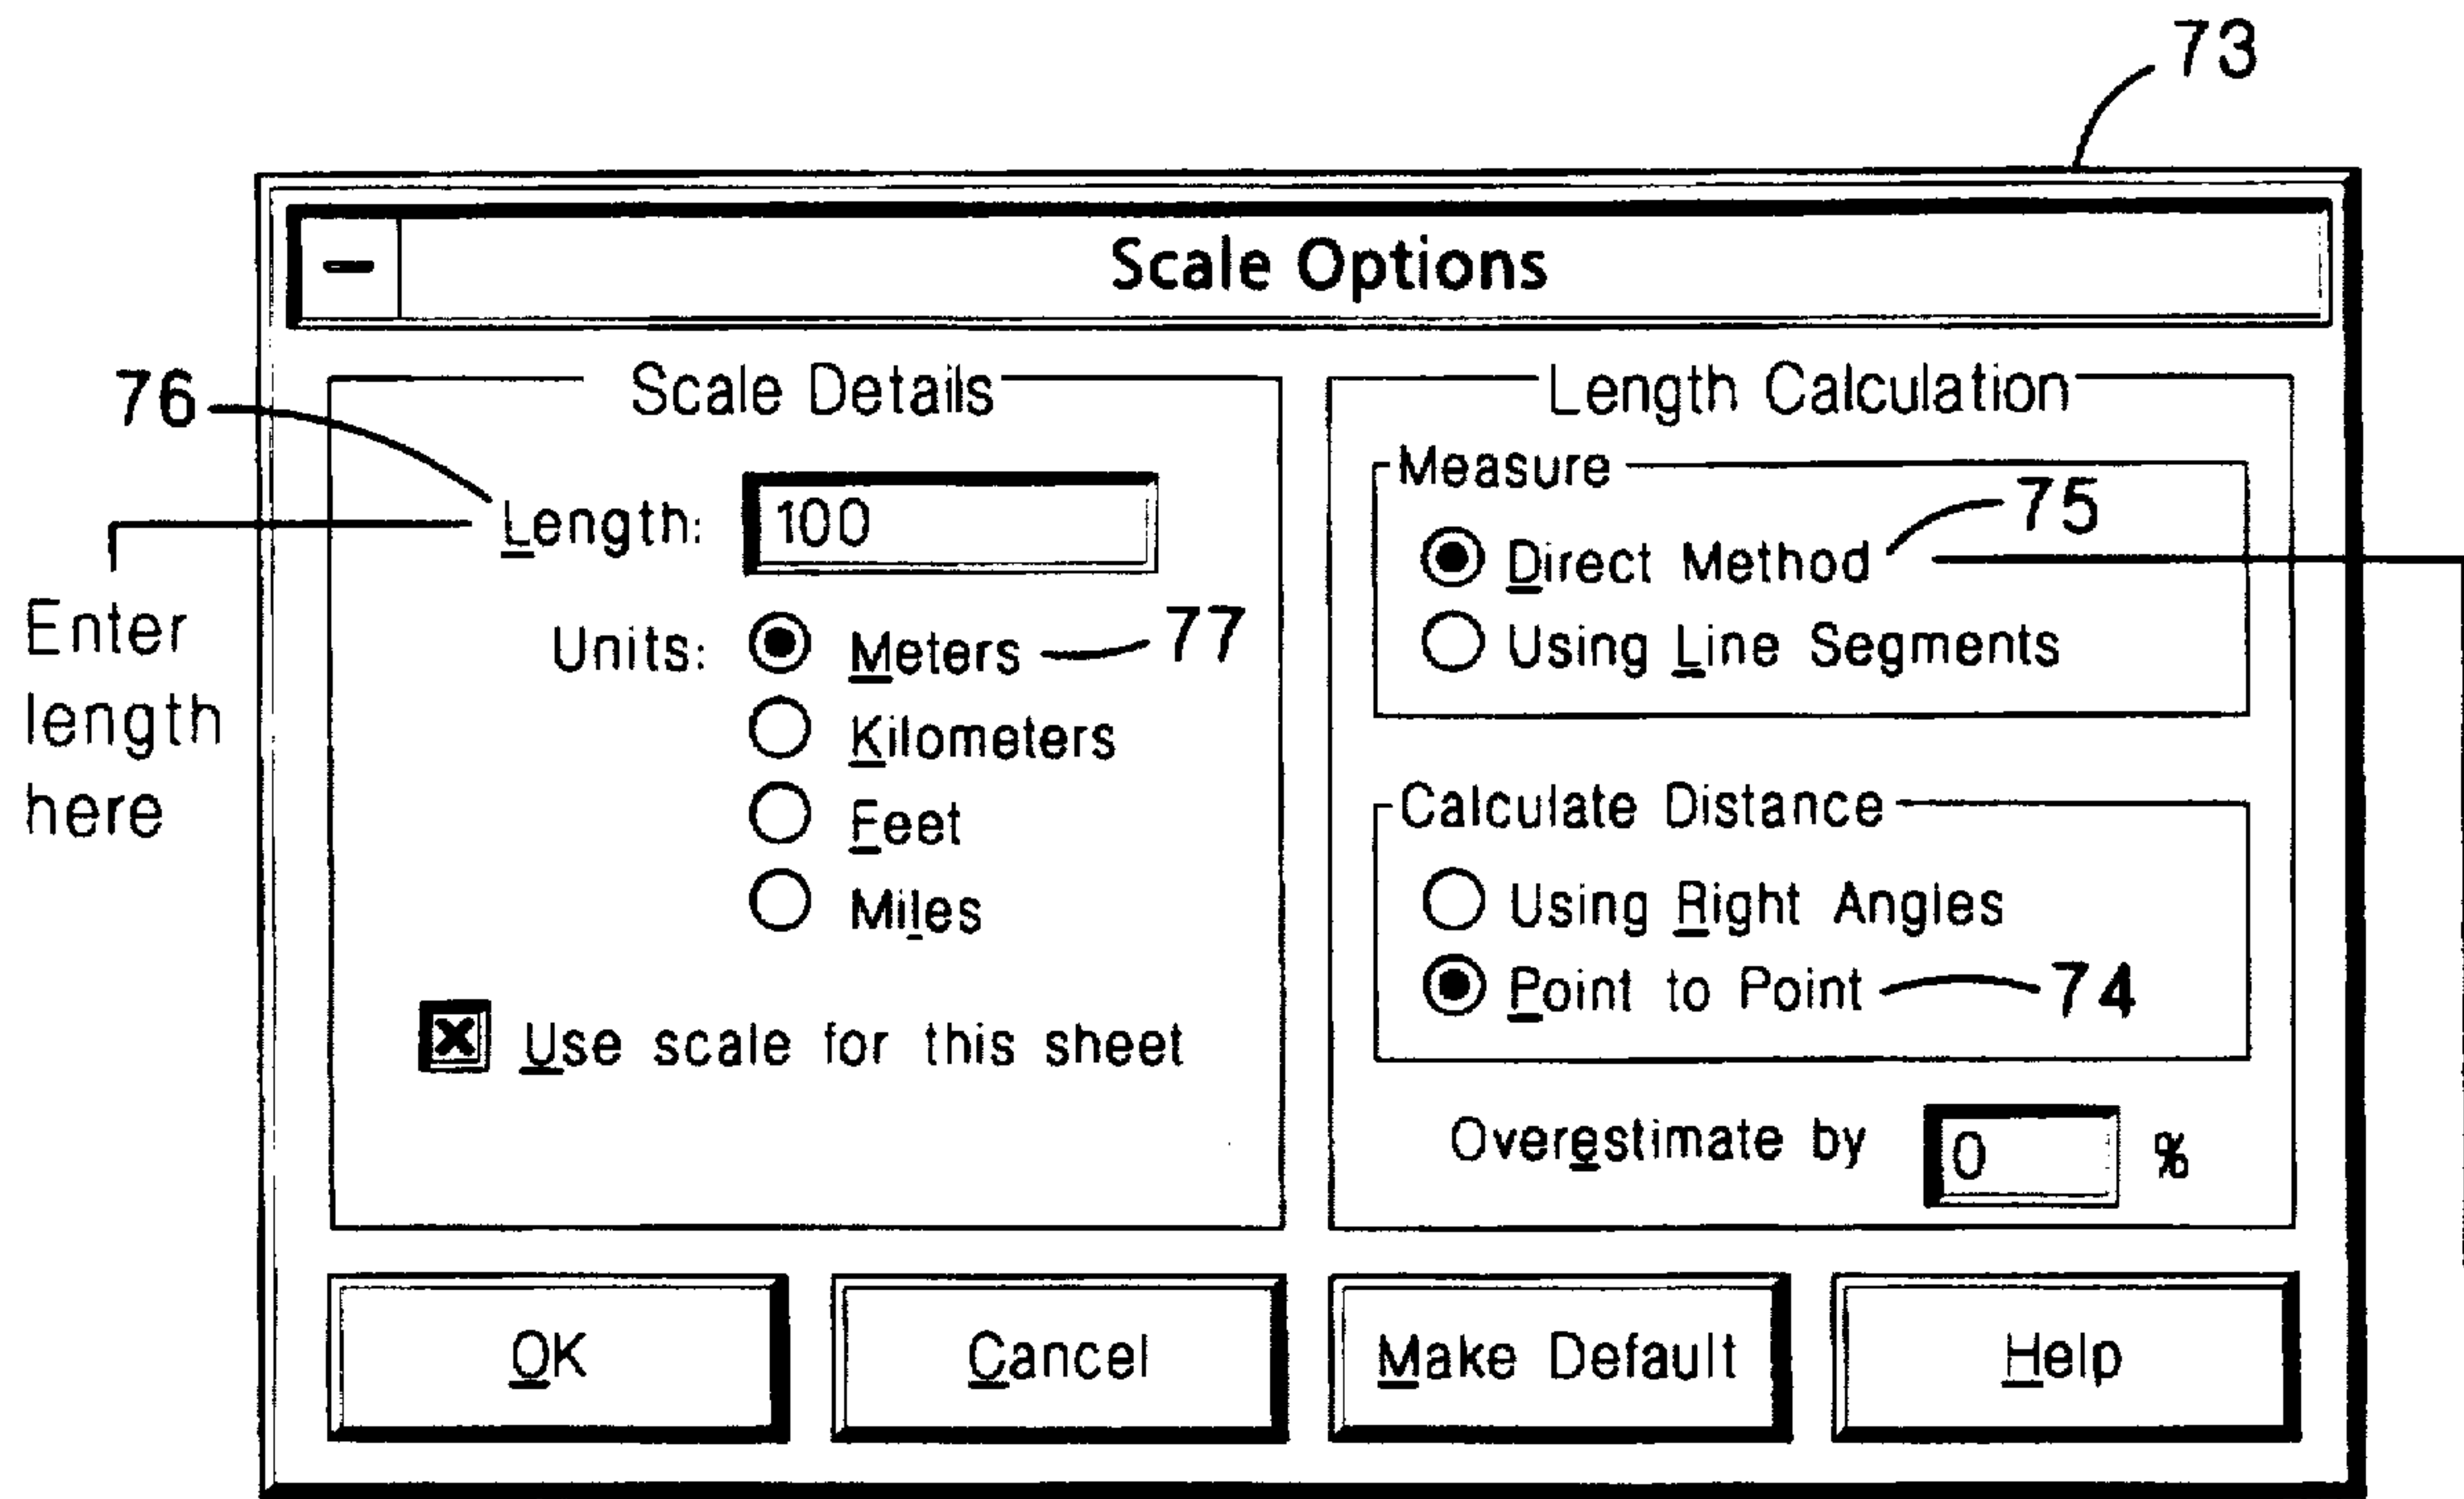 73
Scale Options
76
Scale Details
Length: 100
Enter
length
here
Units: Meters 77
Kilometers
Feet
Miles
Use scale for this sheet
Length Calculation
Measure
75
Direct Method
Using Line Segments
Calculate Distance
Using Right Angles
Point to Point 74
Overestimate by 0 %
OK
Cancel
Make Default
Help